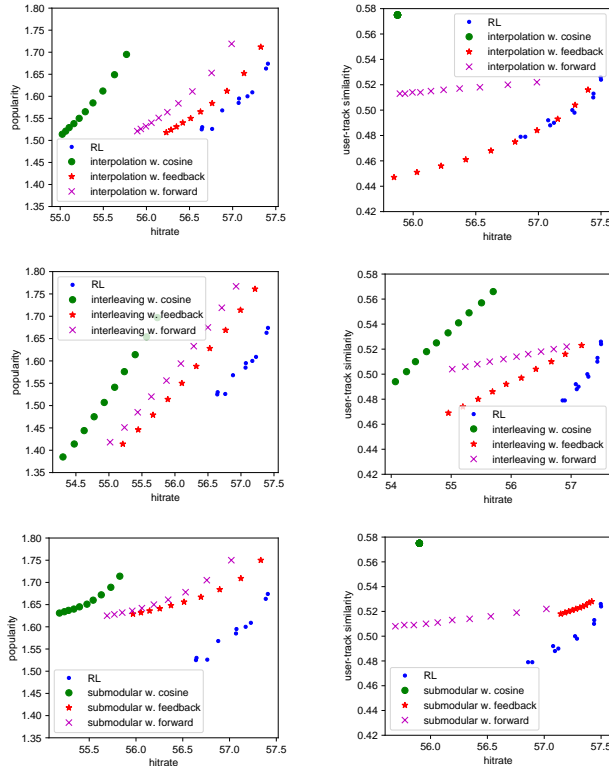 1.80
1.75
1.70
1.65
1.60
1.55
1.50
1.45
1.40
1.35
popularity
RL
interpolation w. cosine
interpolation w. feedback
interpolation w. forward
55.0 55.5 56.0 56.5 57.0 57.5
hitrate
0.58
0.56
0.54
0.52
0.50
0.48
0.46
0.44
0.42
user-track similarity
RL
interpolation w. cosine
interpolation w. feedback
interpolation w. forward
56.0 56.5 57.0 57.5
hitrate
1.80
1.75
1.70
1.65
1.60
1.55
1.50
1.45
1.40
1.35
popularity
RL
interleaving w. cosine
interleaving w. feedback
interleaving w. forward
54.5 55.0 55.5 56.0 56.5 57.0 57.5
hitrate
0.58
0.56
0.54
0.52
0.50
0.48
0.46
0.44
0.42
user-track similarity
RL
interleaving w. cosine
interleaving w. feedback
interleaving w. forward
54 55 56 57
hitrate
1.80
1.75
1.70
1.65
1.60
1.55
1.50
1.45
1.40
1.35
popularity
RL
submodular w. cosine
submodular w. feedback
submodular w. forward
55.5 56.0 56.5 57.0 57.5
hitrate
0.58
0.56
0.54
0.52
0.50
0.48
0.46
0.44
0.42
user-track similarity
RL
submodular w. cosine
submodular w. feedback
submodular w. forward
56.0 56.5 57.0 57.5
hitrate